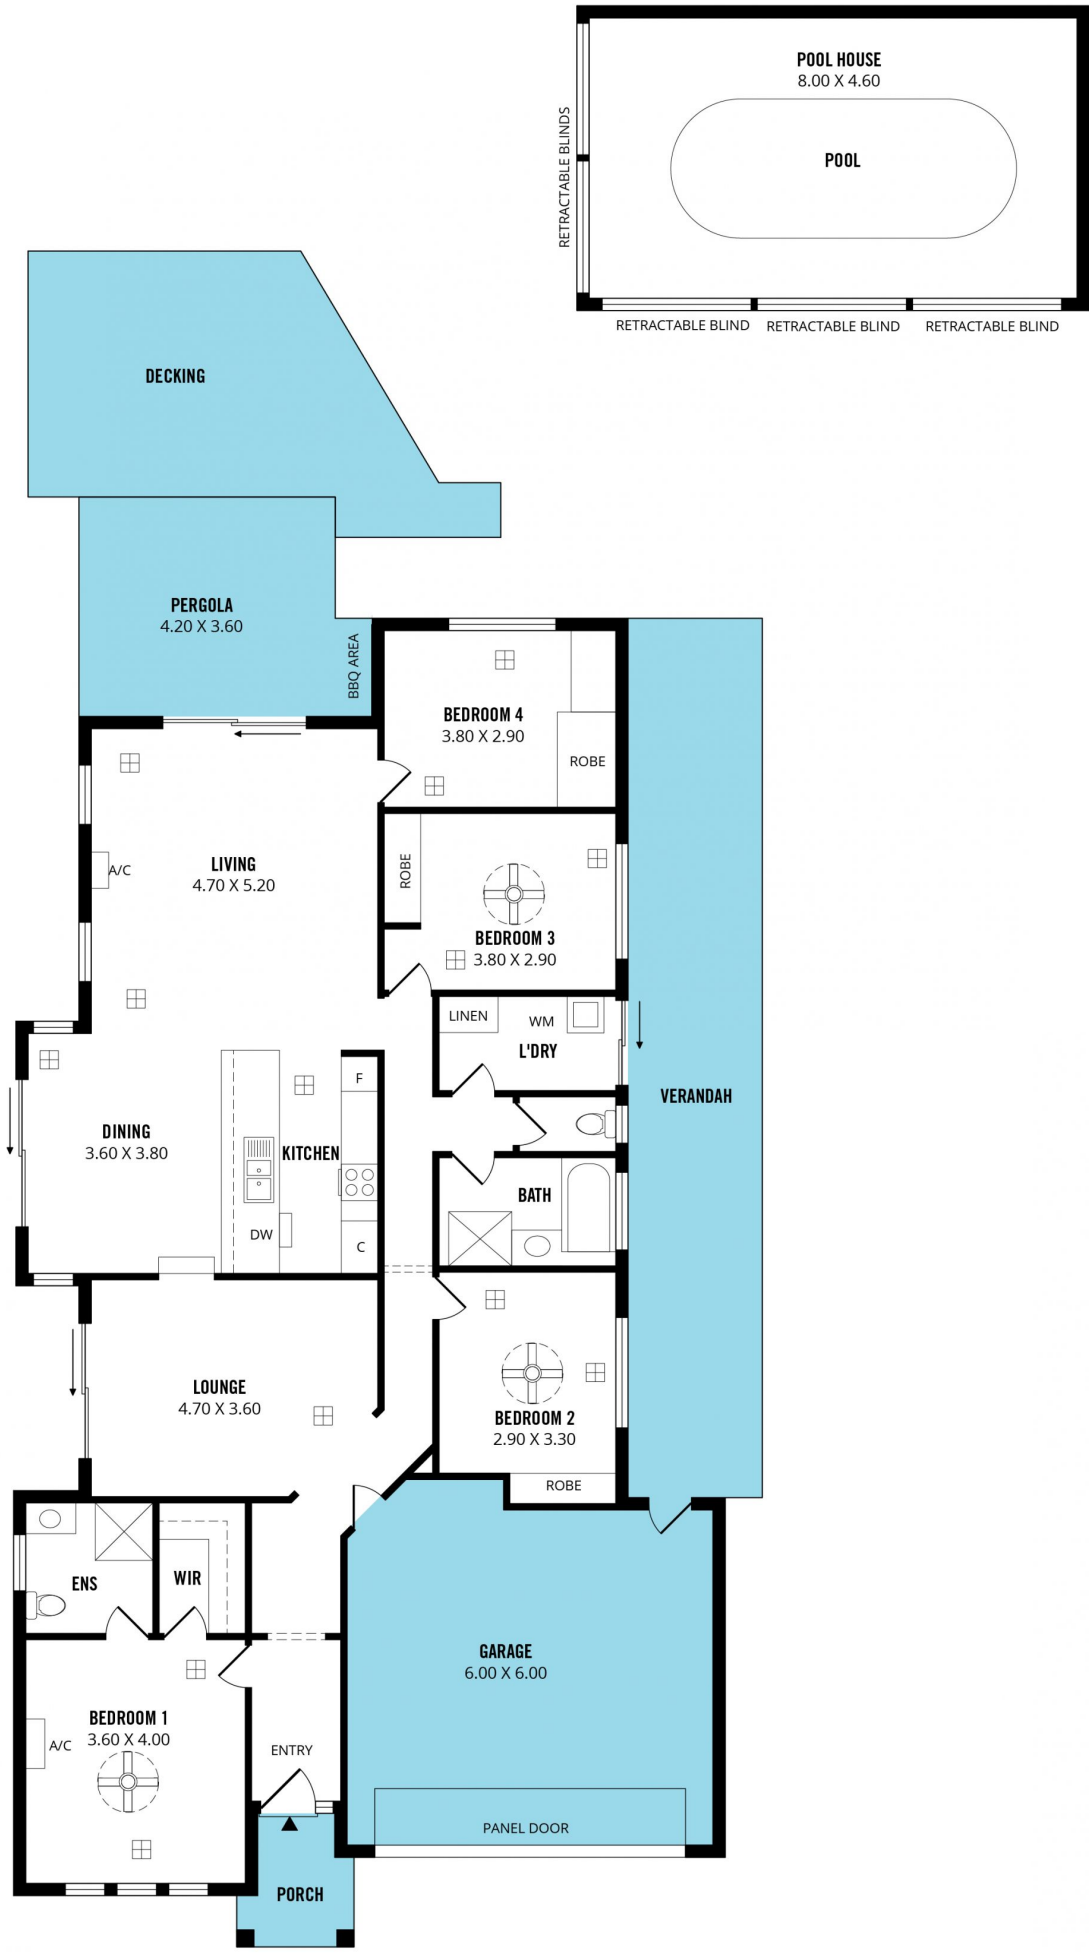 POOL HOUSE
8.00 X 4.60
POOL
RETRACTABLE BLINDS
RETRACTABLE BLIND
RETRACTABLE BLIND
RETRACTABLE BLIND
DECKING
PERGOLA
4.20 X 3.60
BBQ AREA
BEDROOM 4
3.80 X 2.90
ROBE
A/C
LIVING
4.70 X 5.20
ROBE
BEDROOM 3
3.80 X 2.90
LINEN
WM
L'DRY
F
VERANDAH
DINING
3.60 X 3.80
KITCHEN
BATH
DW
C
LOUNGE
4.70 X 3.60
BEDROOM 2
2.90 X 3.30
ROBE
ENS
WIR
GARAGE
6.00 X 6.00
BEDROOM 1
3.60 X 4.00
A/C
ENTRY
PANEL DOOR
PORCH